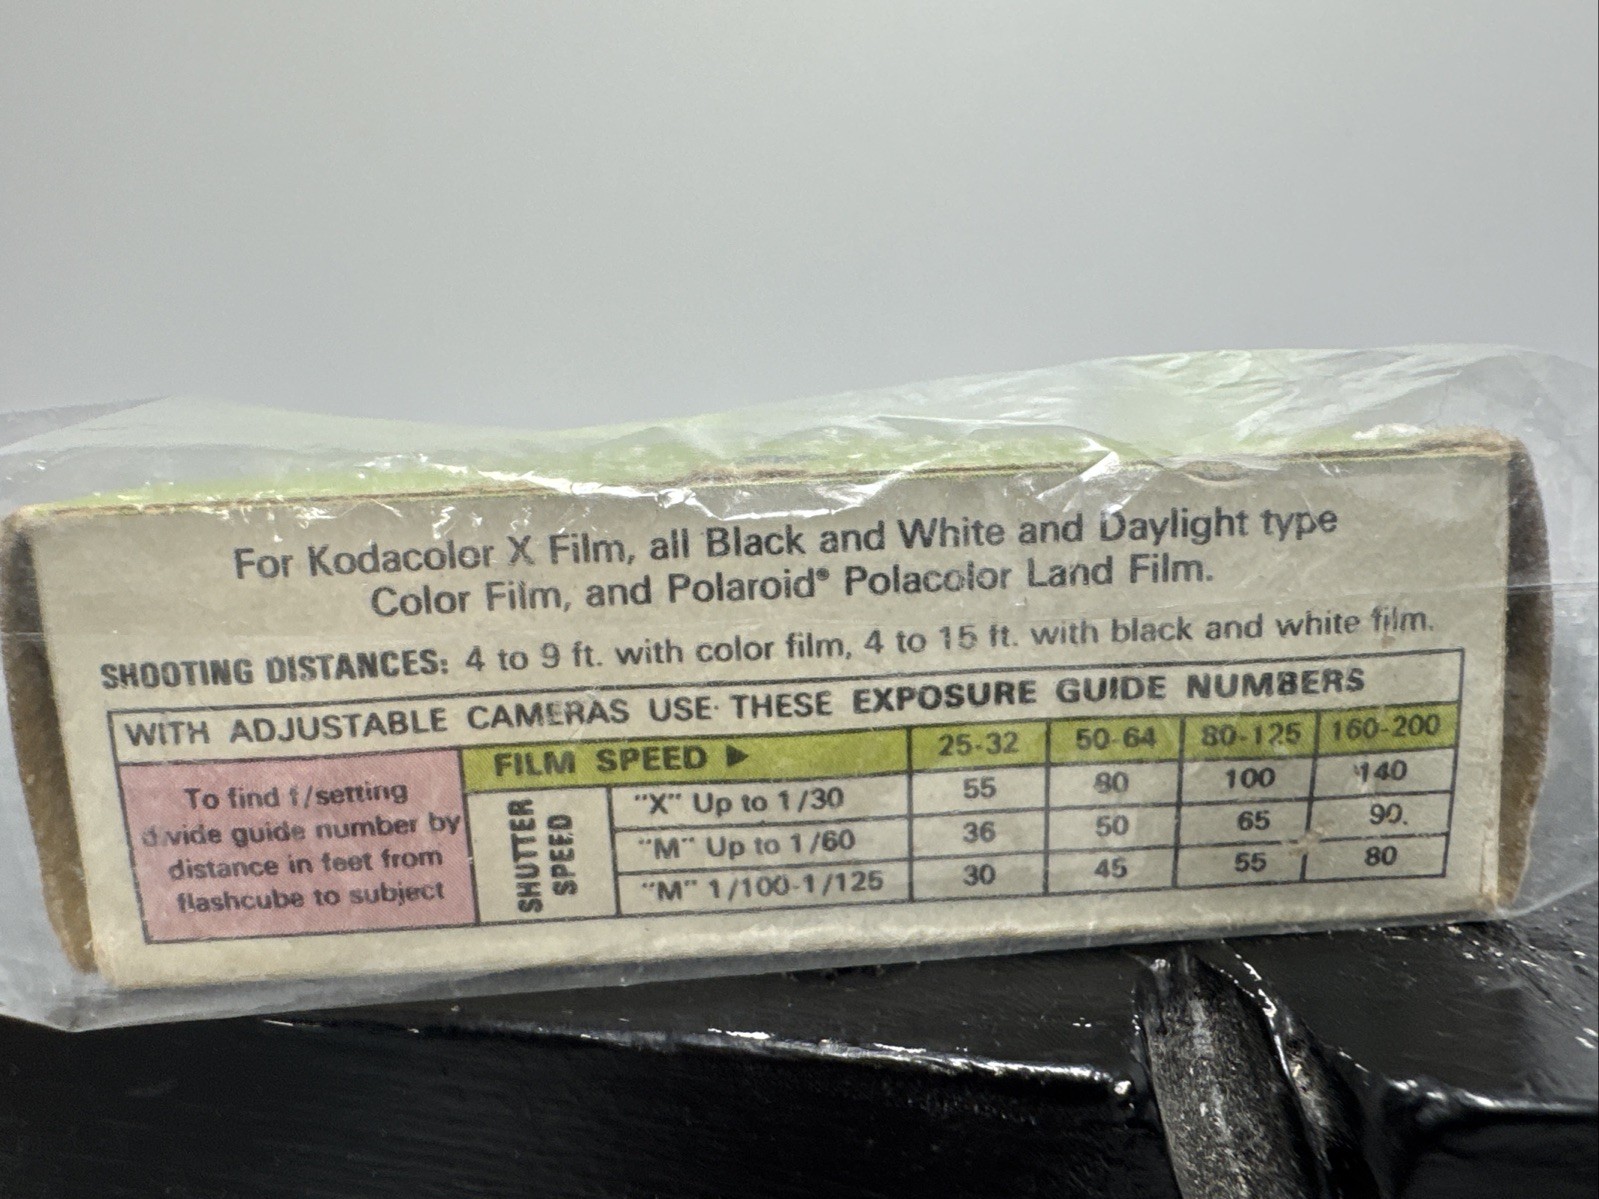 For Kodacolor X Film, all Black and White and Daylight type
Color Film, and Polaroid® Polacolor Land Film.
SHOOTING DISTANCES: 4 to 9 ft. with color film, 4 to 15 ft. with black and white film.
WITH ADJUSTABLE CAMERAS USE THESE EXPOSURE GUIDE NUMBERS
To find f/setting
divide guide number by
distance in feet from
flashcube to subject
FILM SPEED ▶ 25-32 50-64 80-125 160-200
SHUTTER
SPEED
"X" Up to 1/30 55 80 100 140
"M" Up to 1/60 36 50 65 90.
"M" 1/100-1/125 30 45 55 80